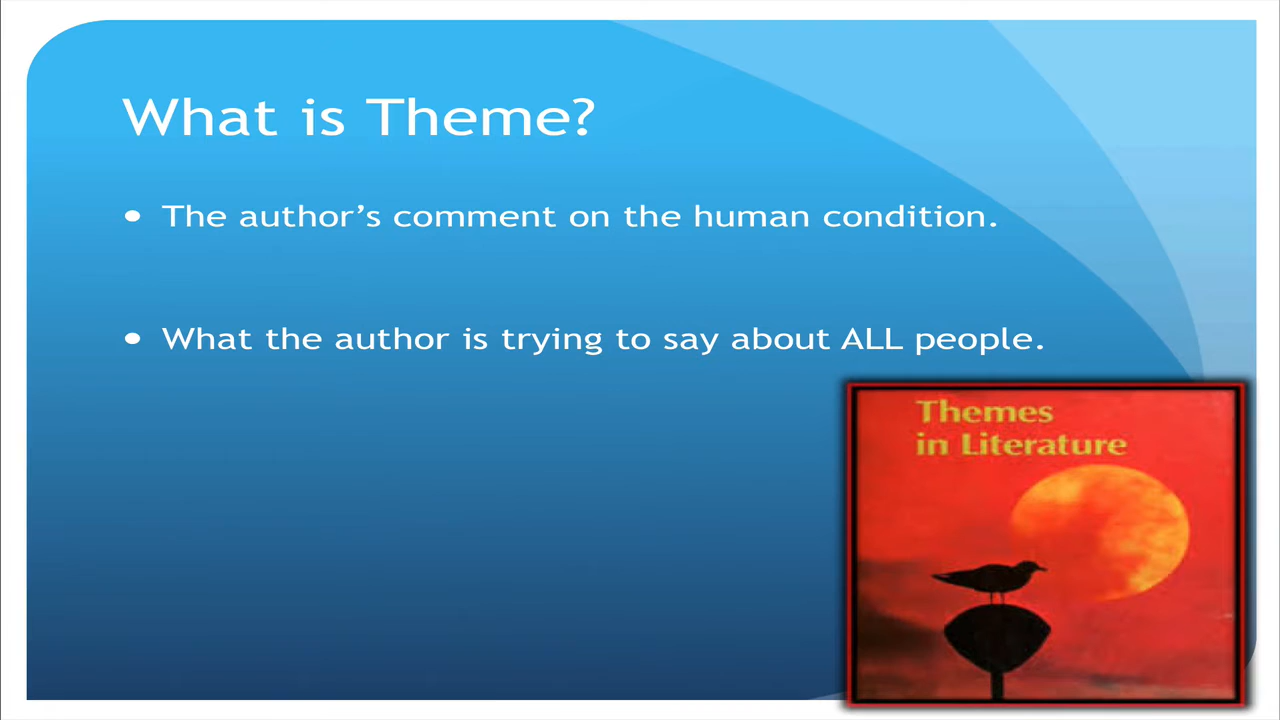 What is Theme?
• The author’s comment on the human condition.
• What the author is trying to say about ALL people.
Themes
in Literature